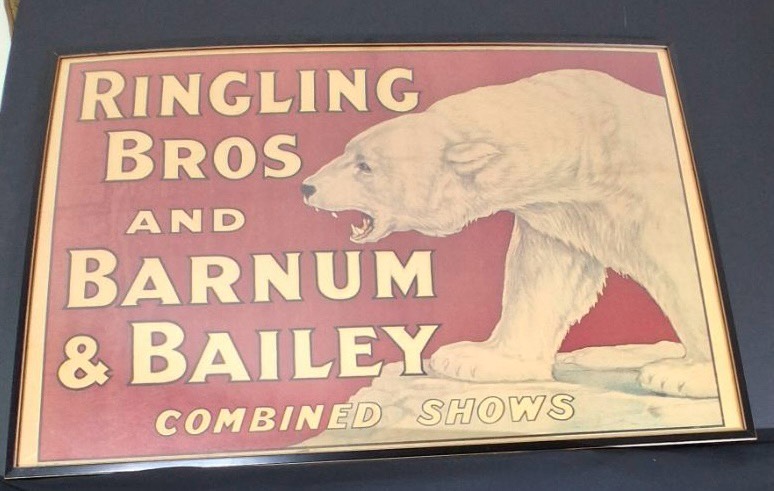 RINGLING
BROS
AND
BARNUM
& BAILEY
COMBINED SHOWS